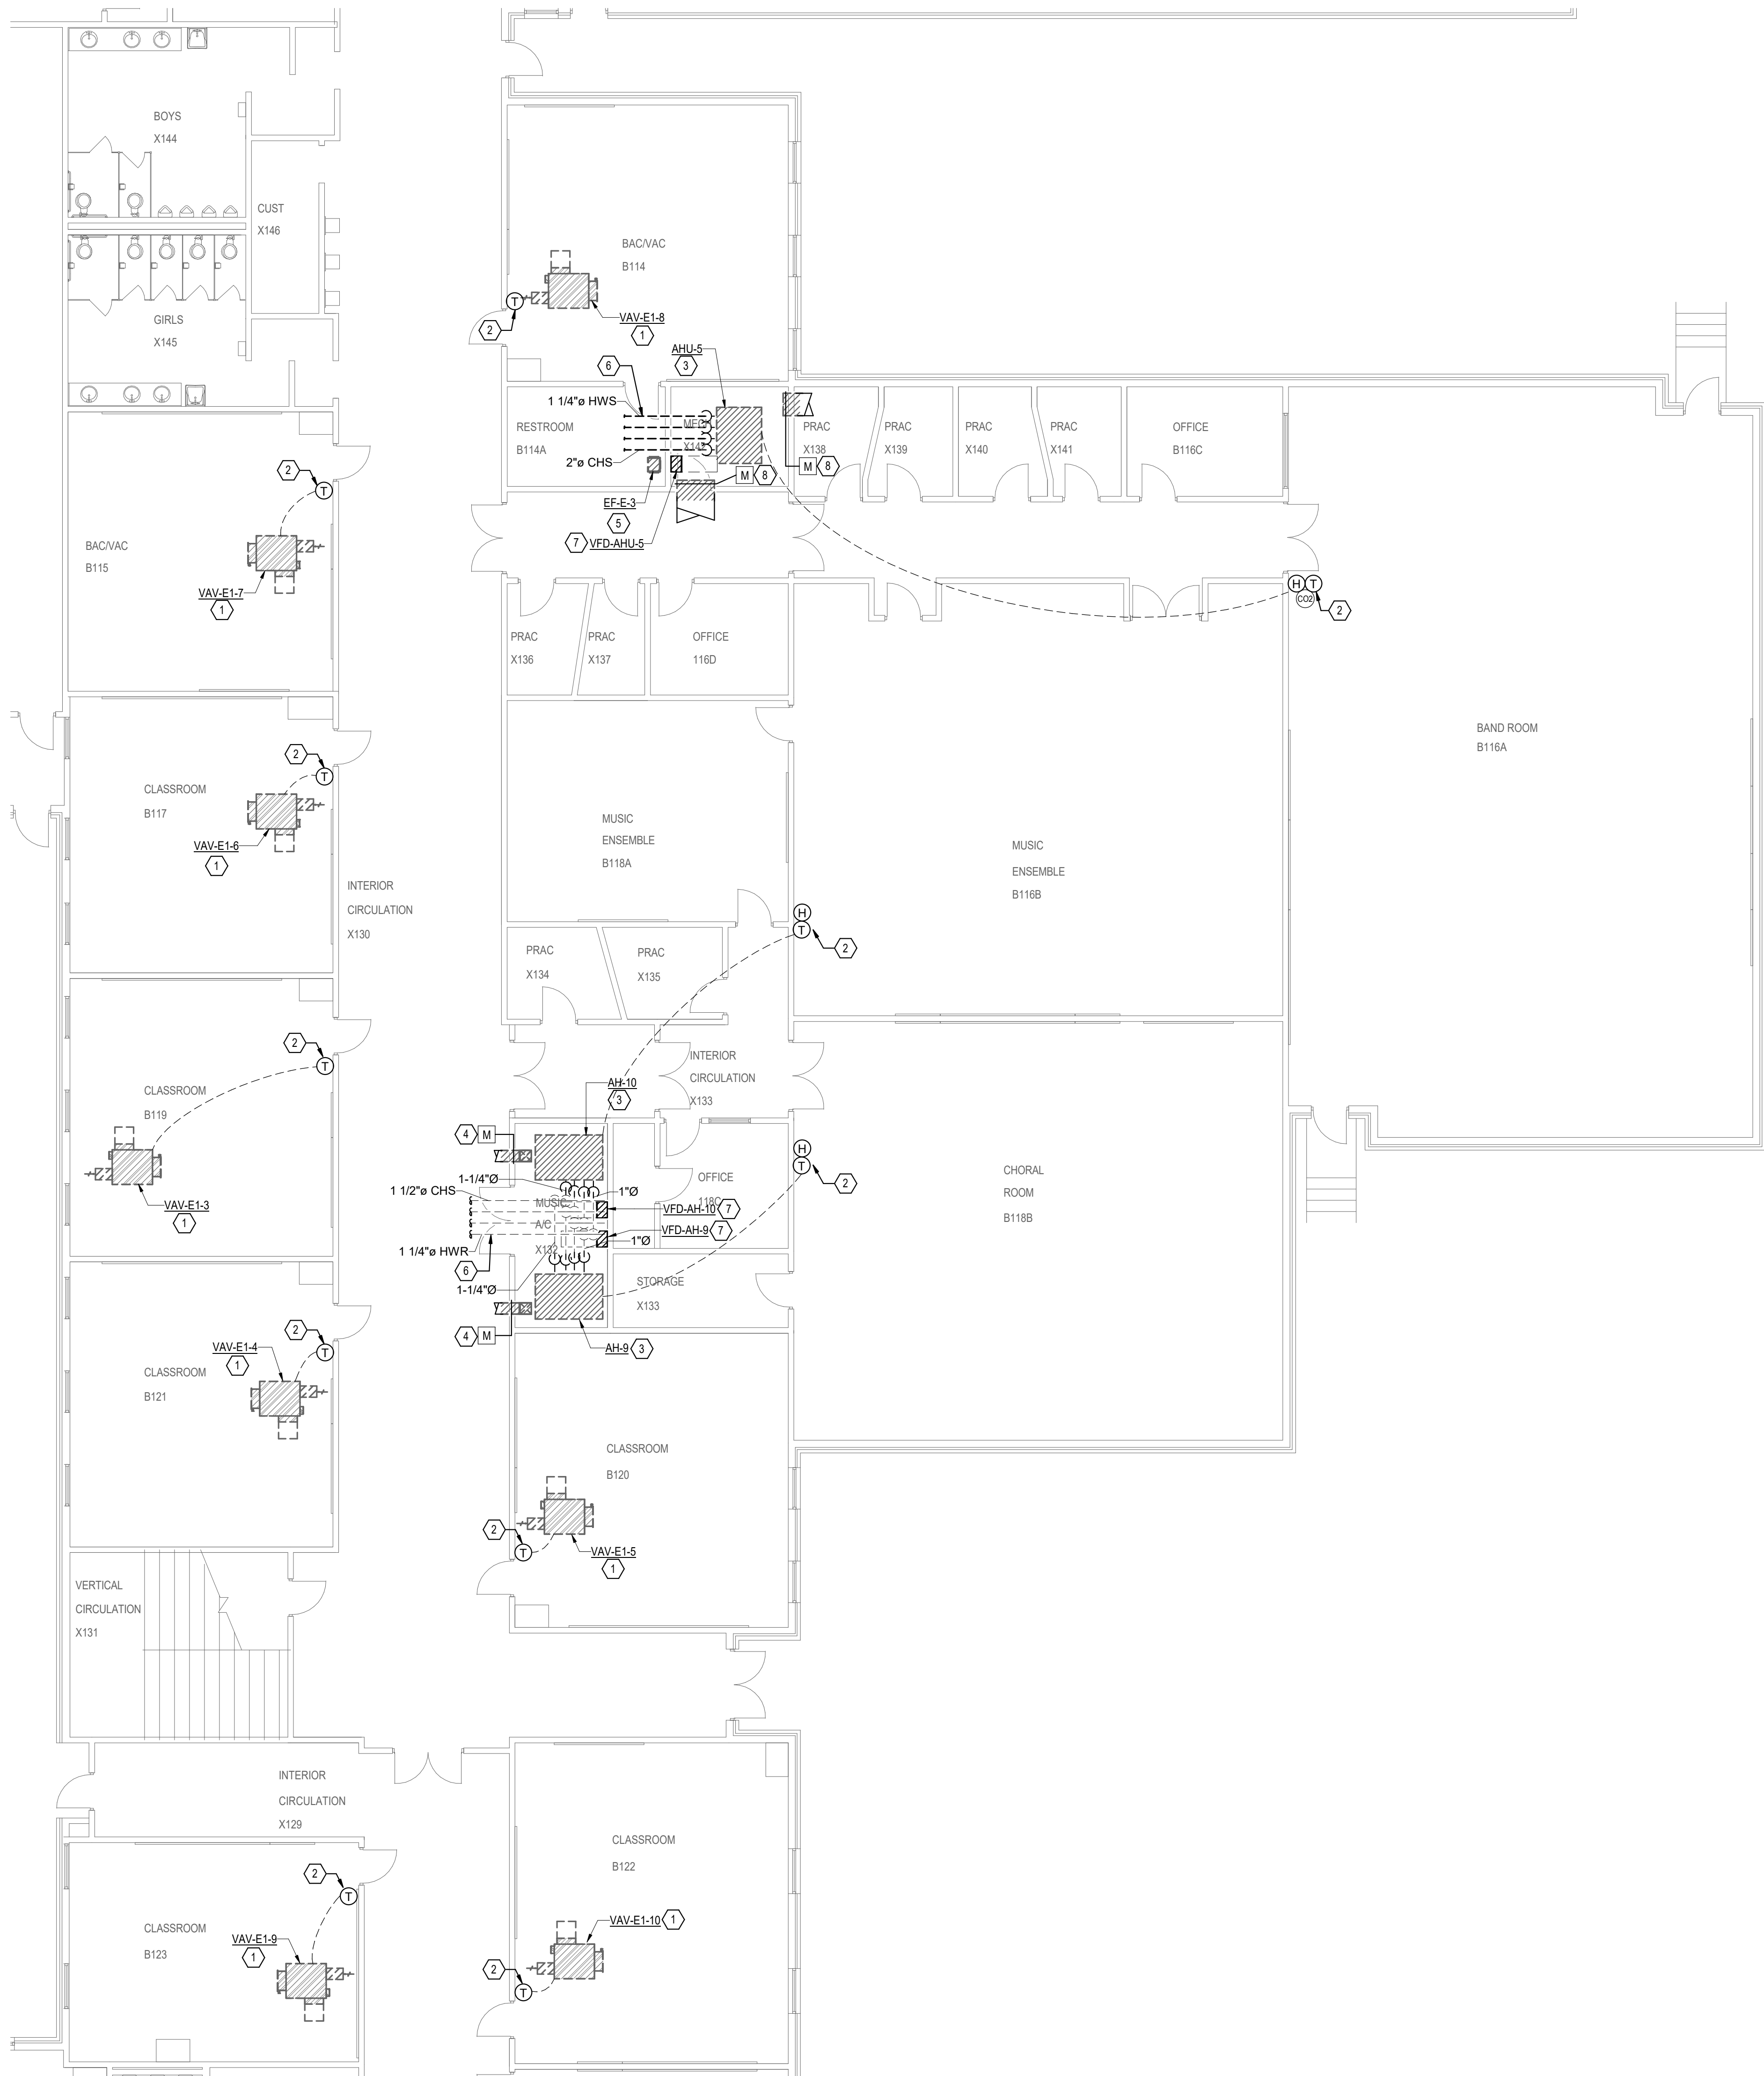 BOYS
X144
CUST
X146
GIRLS
X145
BAC/VAC
B114
T
2
VAV-E1-8
1
6
AHU-5
3
1 1/4"ø HWS
RESTROOM
B114A
2"ø CHS
M
8
EF-E-3
5
7
VFD-AHU-5
PRAC
X138
M
8
PRAC
X139
PRAC
X140
PRAC
X141
OFFICE
B116C
2
T
BAC/VAC
B115
VAV-E1-7
1
H
T
CO2
2
PRAC
X136
PRAC
X137
OFFICE
116D
BAND ROOM
B116A
2
T
CLASSROOM
B117
VAV-E1-6
1
MUSIC
ENSEMBLE
B118A
MUSIC
ENSEMBLE
B116B
INTERIOR
CIRCULATION
X130
H
T
2
PRAC
X134
PRAC
X135
2
T
CLASSROOM
B119
VAV-E1-3
1
INTERIOR
CIRCULATION
X133
AH-10
3
4
M
1-1/4"Ø
1"Ø
1 1/2"ø CHS
MUSIC
A/C
X132
OFFICE
118C
VFD-AH-10
7
VFD-AH-9
7
1"Ø
1 1/4"ø HWR
6
1-1/4"Ø
H
T
2
CHORAL
ROOM
B118B
STORAGE
X133
4
M
AH-9
3
2
T
VAV-E1-4
1
CLASSROOM
B121
CLASSROOM
B120
2
T
VAV-E1-5
1
VERTICAL
CIRCULATION
X131
INTERIOR
CIRCULATION
X129
CLASSROOM
B122
2
T
CLASSROOM
B123
VAV-E1-9
1
VAV-E1-10
1
2
T